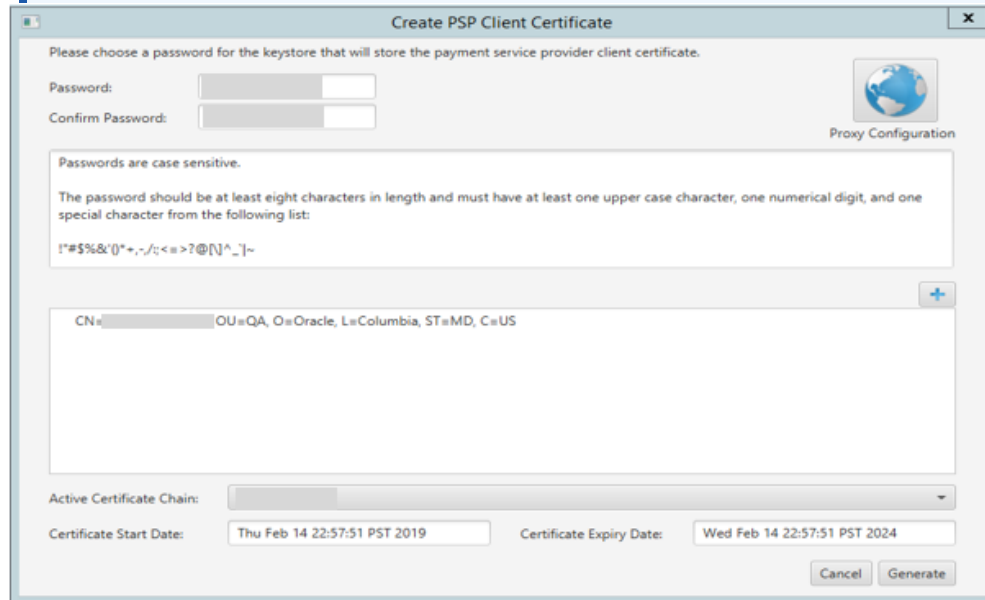 Create PSP Client Certificate
x
Please choose a password for the keystore that will store the payment service provider client certificate.
Password:
Confirm Password:
Proxy Configuration
Passwords are case sensitive.
The password should be at least eight characters in length and must have at least one upper case character, one numerical digit, and one
special character from the following list:
!"#$%&'()*+,-./:;<=>?@[\]^_`|~
+
CN= OU=QA, O=Oracle, L=Columbia, ST=MD, C=US
Active Certificate Chain:
Certificate Start Date: Thu Feb 14 22:57:51 PST 2019 Certificate Expiry Date: Wed Feb 14 22:57:51 PST 2024
Cancel Generate